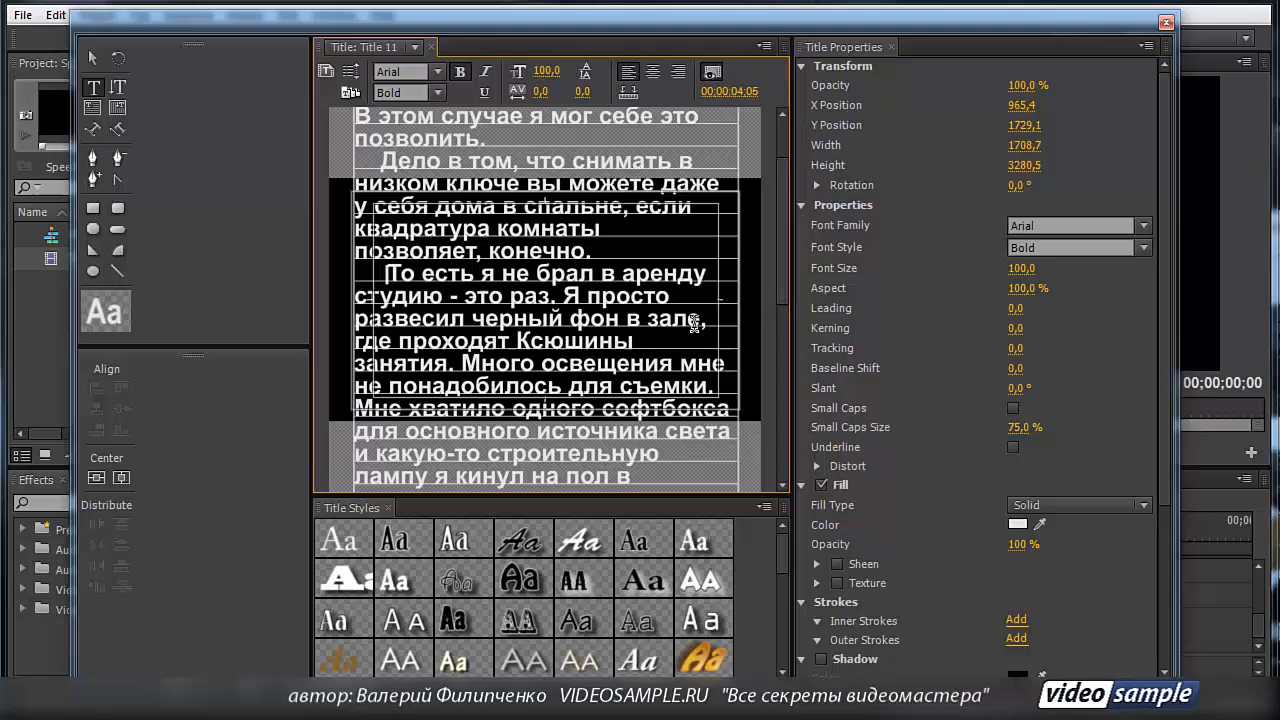 File Edit
Project: S
Name
Effects
Spee
Title: Title 11
Arial
100,0
Bold
0,0
0,0
00;00;04:05
В этом случае я мог себе это
позволить.
Дело в том, что снимать в
низком ключе вы можете даже
у себя дома в спальне, если
квадратура комнаты
позволяет, конечно.
То есть я не брал в аренду
студию - это раз. Я просто
развесил черный фон в зале,
где проходят Ксюшины
занятия. Много освещения мне
не понадобилось для съемки.
Мне хватило одного софтбокса
для основного источника света
и какую-то строительную
лампу я кинул на пол в
Aa
Align
Center
Distribute
Title Styles
Title Properties
Transform
Opacity 100,0 %
X Position 965,4
Y Position 1729,1
Width 1708,7
Height 3280,5
Rotation 0,0 °
Properties
Font Family Arial
Font Style Bold
Font Size 100,0
Aspect 100,0 %
Leading 0,0
Kerning 0,0
Tracking 0,0
Baseline Shift 0,0
Slant 0,0 °
Small Caps
Small Caps Size 75,0 %
Underline
Distort
Fill
Fill Type Solid
Color
Opacity 100 %
Sheen
Texture
Strokes
Inner Strokes Add
Outer Strokes Add
Shadow
00;00;00;00
автор: Валерий Филипченко VIDEOSAMPLE.RU "Все секреты видеомастера"
video sample